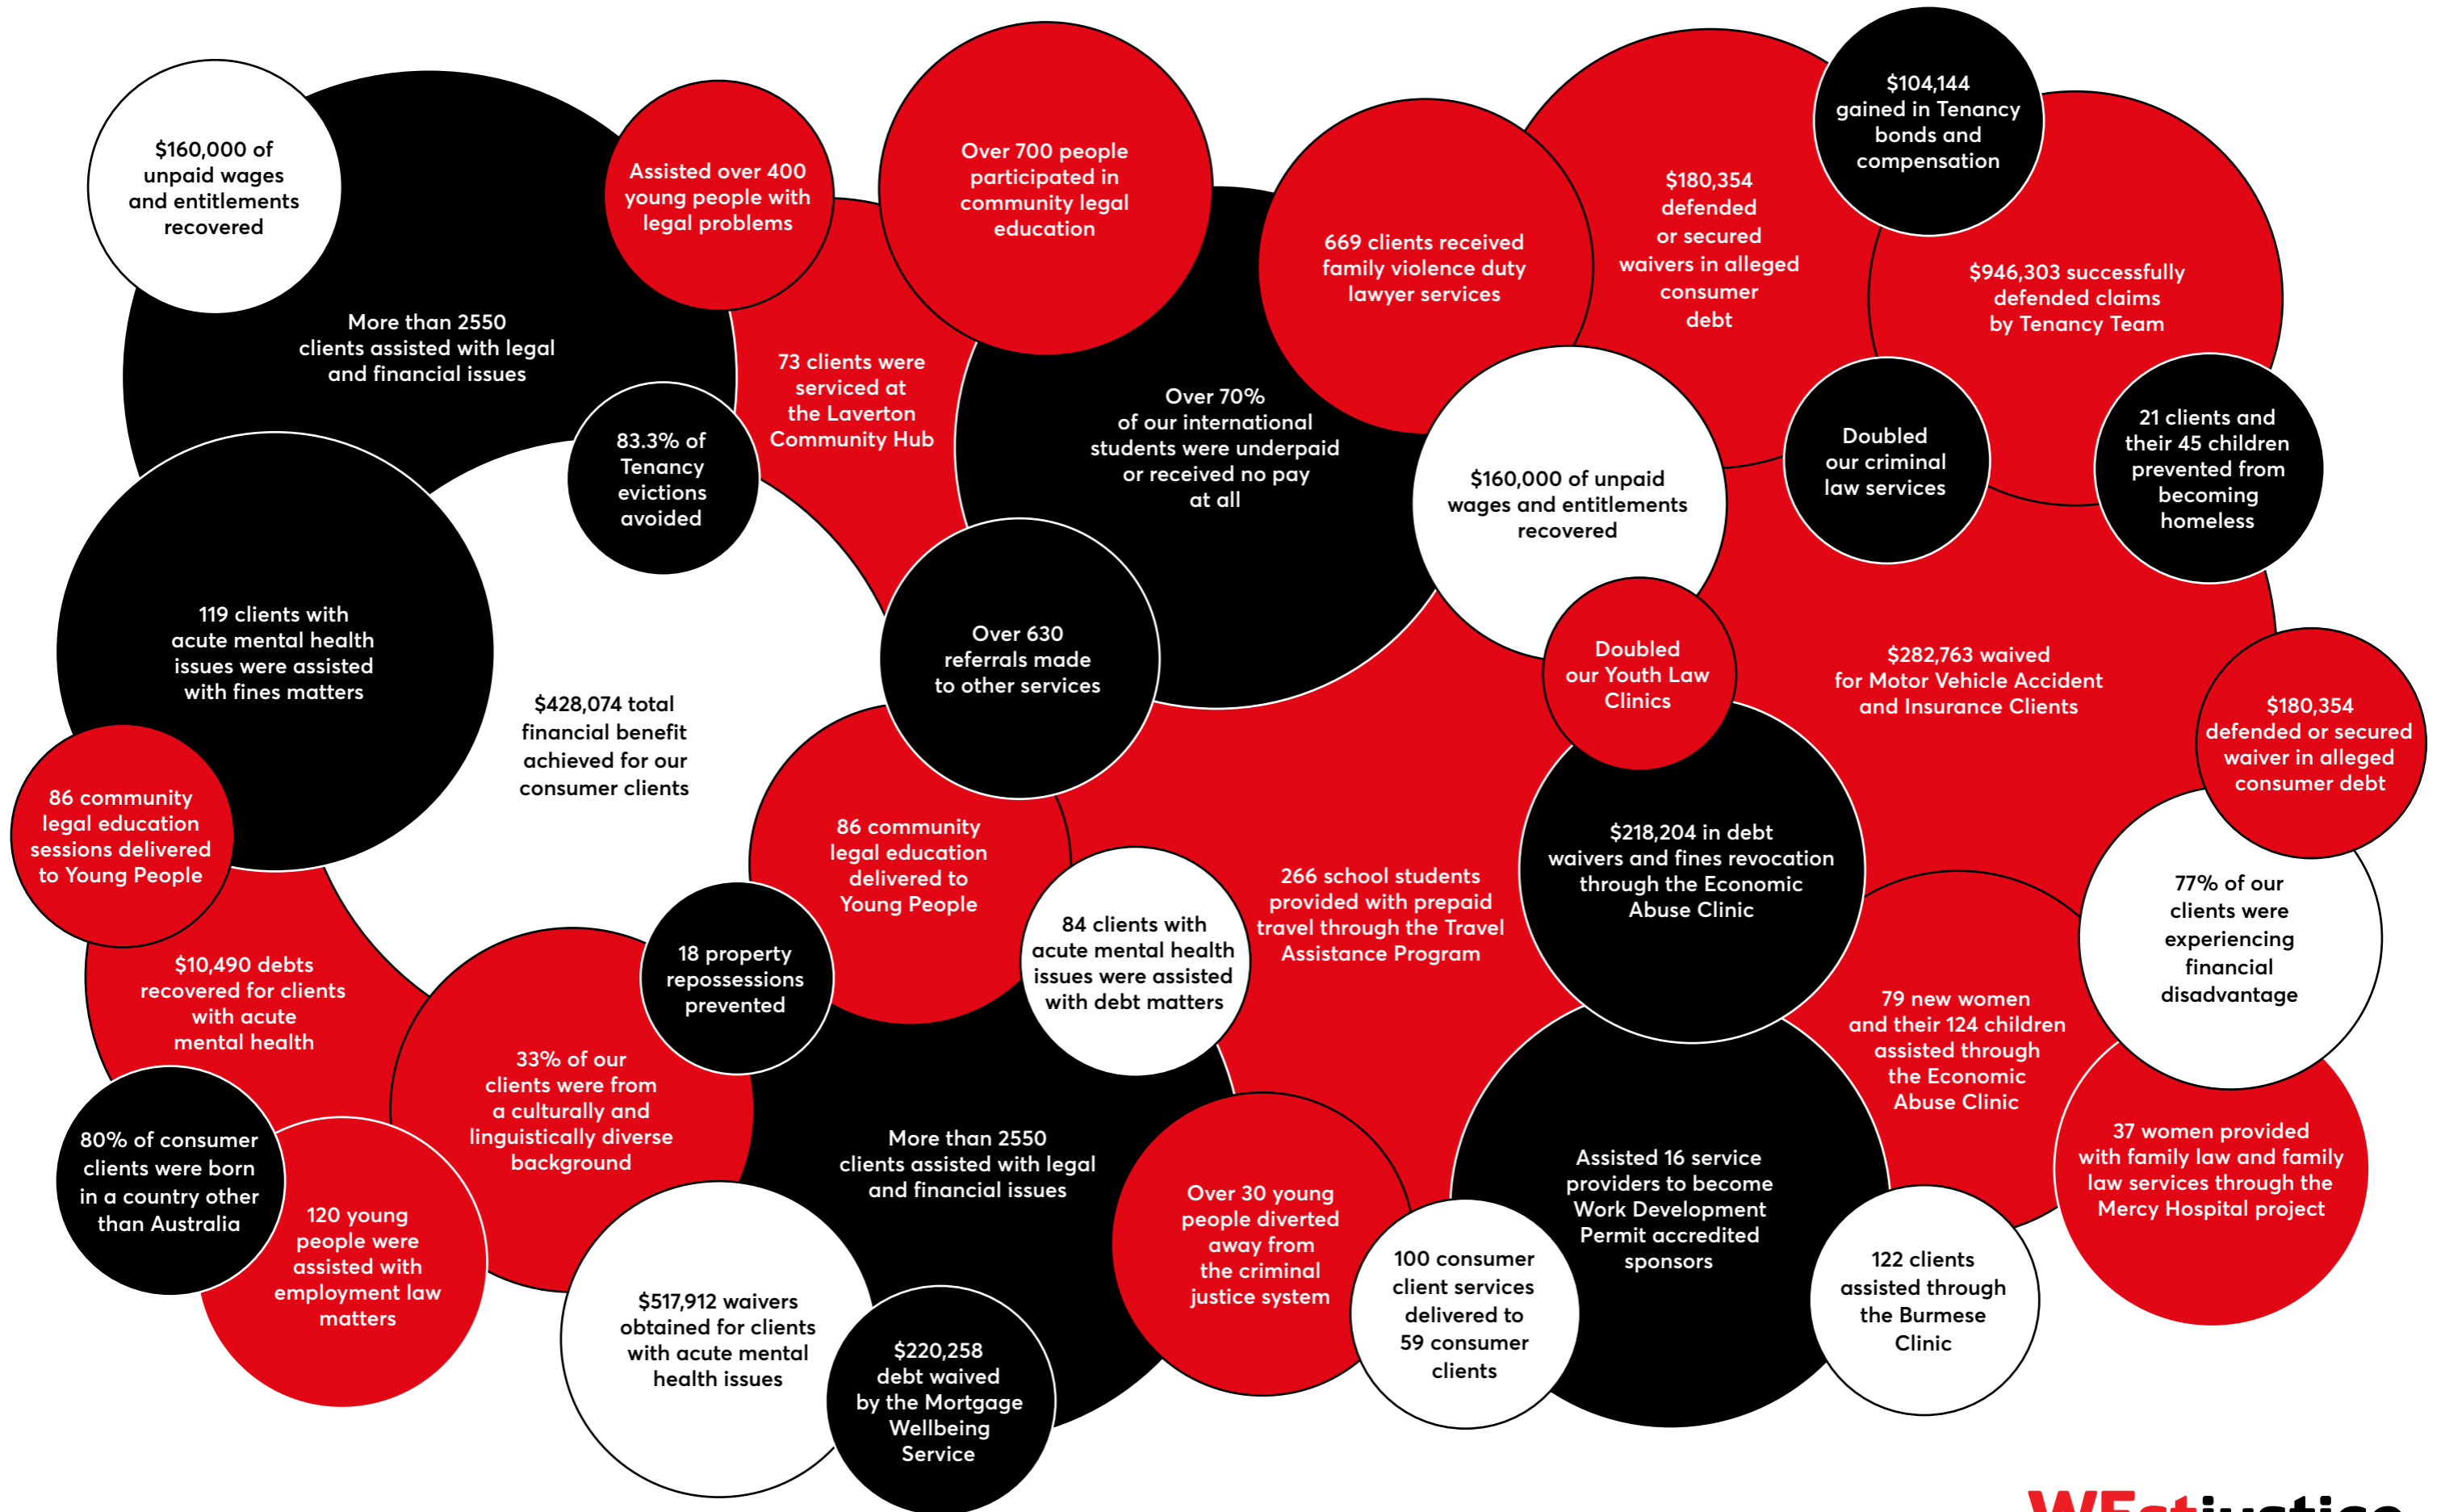 $160,000 of
unpaid wages
and entitlements
recovered
Assisted over 400
young people with
legal problems
Over 700 people
participated in
community legal
education
669 clients received
family violence duty
lawyer services
$180,354
defended
or secured
waivers in alleged
consumer
debt
$104,144
gained in Tenancy
bonds and
compensation
$946,303 successfully
defended claims
by Tenancy Team
More than 2550
clients assisted with legal
and financial issues
83.3% of
Tenancy
evictions
avoided
73 clients were
serviced at
the Laverton
Community Hub
Over 70%
of our international
students were underpaid
or received no pay
at all
$160,000 of unpaid
wages and entitlements
recovered
Doubled
our criminal
law services
21 clients and
their 45 children
prevented from
becoming
homeless
119 clients with
acute mental health
issues were assisted
with fines matters
$428,074 total
financial benefit
achieved for our
consumer clients
Over 630
referrals made
to other services
Doubled
our Youth Law
Clinics
$282,763 waived
for Motor Vehicle Accident
and Insurance Clients
$180,354
defended or secured
waiver in alleged
consumer debt
86 community
legal education
sessions delivered
to Young People
86 community
legal education
delivered to
Young People
84 clients with
acute mental health
issues were assisted
with debt matters
266 school students
provided with prepaid
travel through the Travel
Assistance Program
$218,204 in debt
waivers and fines revocation
through the Economic
Abuse Clinic
77% of our
clients were
experiencing
financial
disadvantage
$10,490 debts
recovered for clients
with acute
mental health
18 property
repossessions
prevented
33% of our
clients were from
a culturally and
linguistically diverse
background
79 new women
and their 124 children
assisted through
the Economic
Abuse Clinic
80% of consumer
clients were born
in a country other
than Australia
120 young
people were
assisted with
employment law
matters
More than 2550
clients assisted with legal
and financial issues
Over 30 young
people diverted
away from
the criminal
justice system
Assisted 16 service
providers to become
Work Development
Permit accredited
sponsors
37 women provided
with family law and family
law services through the
Mercy Hospital project
$517,912 waivers
obtained for clients
with acute mental
health issues
$220,258
debt waived
by the Mortgage
Wellbeing
Service
100 consumer
client services
delivered to
59 consumer
clients
122 clients
assisted through
the Burmese
Clinic
WEstjustice